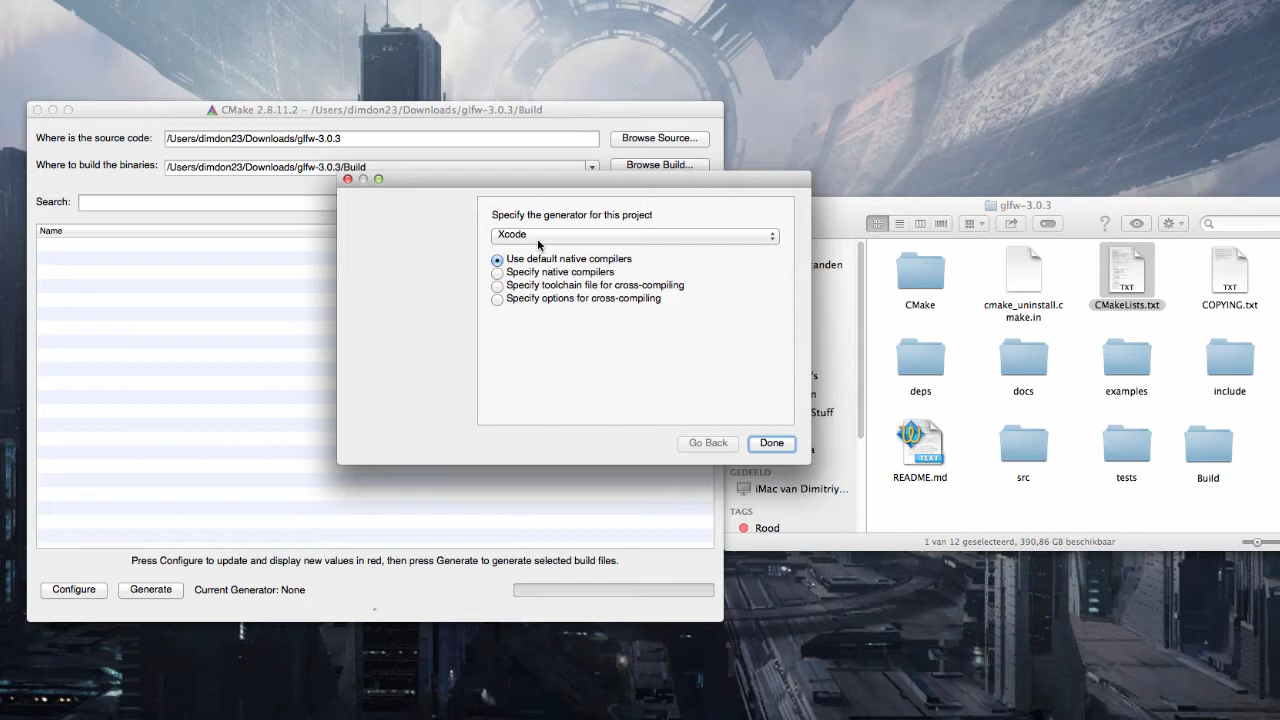 CMake 2.8.11.2 - /Users/dimdon23/Downloads/glfw-3.0.3/Build
Where is the source code:
/Users/dimdon23/Downloads/glfw-3.0.3
Browse Source...
Where to build the binaries:
/Users/dimdon23/Downloads/glfw-3.0.3/Build
Browse Build...
Search:
Name
Specify the generator for this project
Xcode
Use default native compilers
Specify native compilers
Specify toolchain file for cross-compiling
Specify options for cross-compiling
Go Back
Done
Press Configure to update and display new values in red, then press Generate to generate selected build files.
Configure
Generate
Current Generator: None
glfw-3.0.3
anden
's
n
Stuff
a
GEDEELD
iMac van Dimitriy...
TAGS
Rood
TXT
TXT
CMake
cmake_uninstall.c
make.in
CMakeLists.txt
COPYING.txt
deps
docs
examples
include
TEXT
README.md
src
tests
Build
1 van 12 geselecteerd, 390,86 GB beschikbaar